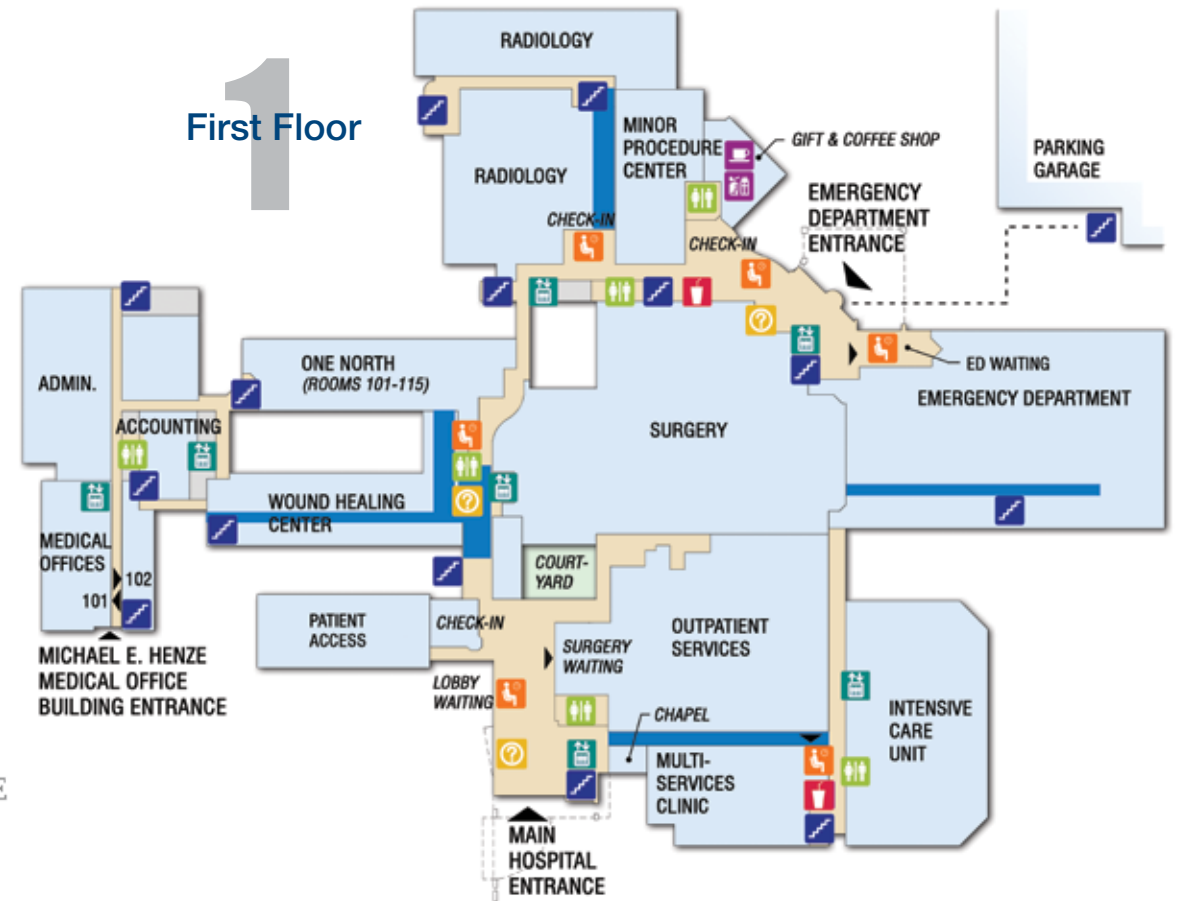 1
First Floor
RADIOLOGY
RADIOLOGY
MINOR
PROCEDURE
CENTER
GIFT & COFFEE SHOP
PARKING
GARAGE
EMERGENCY
DEPARTMENT
ENTRANCE
CHECK-IN
CHECK-IN
?
ED WAITING
EMERGENCY DEPARTMENT
ADMIN.
ONE NORTH
(ROOMS 101-115)
ACCOUNTING
SURGERY
WOUND HEALING
CENTER
?
MEDICAL
OFFICES
102
101
MICHAEL E. HENZE
MEDICAL OFFICE
BUILDING ENTRANCE
COURT-
YARD
PATIENT
ACCESS
CHECK-IN
SURGERY
WAITING
OUTPATIENT
SERVICES
LOBBY
WAITING
?
CHAPEL
MULTI-
SERVICES
CLINIC
INTENSIVE
CARE
UNIT
MAIN
HOSPITAL
ENTRANCE
E